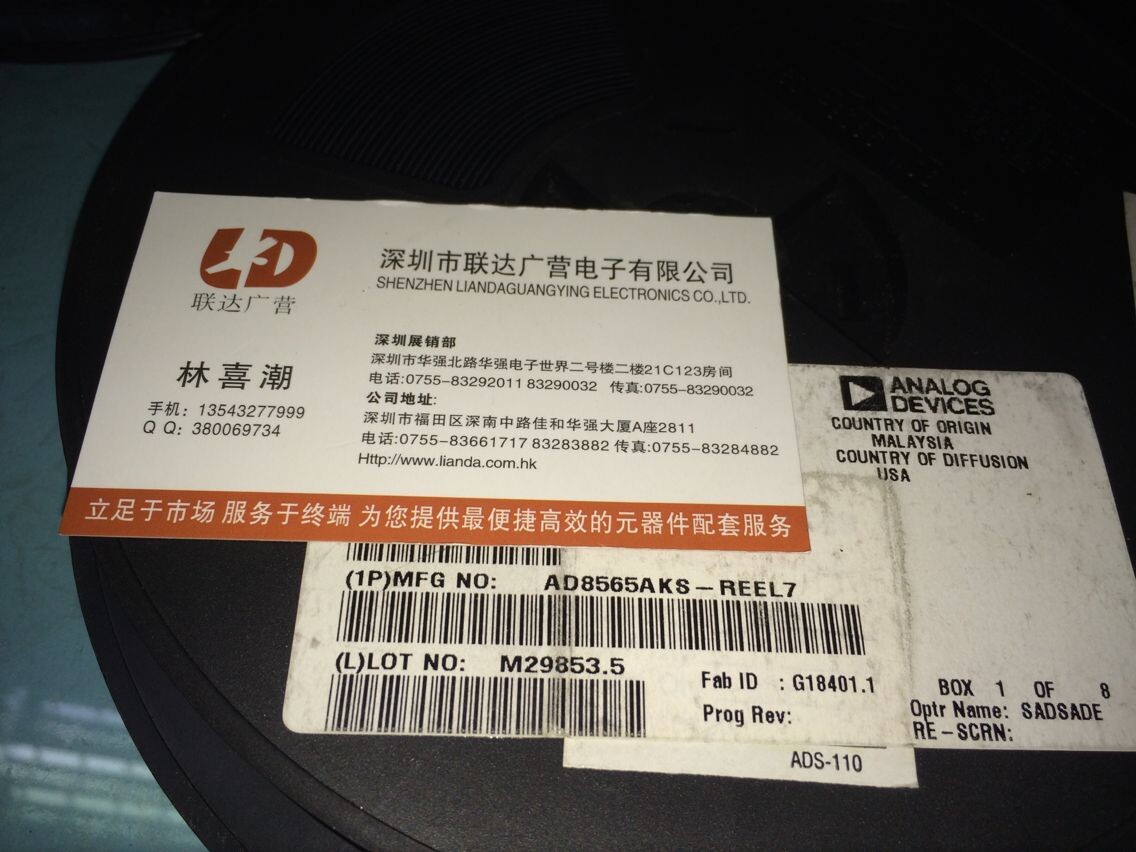 LD
联达广营
深圳市联达广营电子有限公司
SHENZHEN LIANDAGUANGYING ELECTRONICS CO.,LTD.
林喜潮
手机：13543277999
Q Q：380069734
深圳展销部
深圳市华强北路华强电子世界二号楼二楼21C123房间
电话:0755-83292011 83290032 传真:0755-83290032
公司地址:
深圳市福田区深南中路佳和华强大厦A座2811
电话:0755-83661717 83283882 传真:0755-83284882
Http://www.lianda.com.hk
立足于市场 服务于终端 为您提供最便捷高效的元器件配套服务
ANALOG
DEVICES
COUNTRY OF ORIGIN
MALAYSIA
COUNTRY OF DIFFUSION
USA
(1P)MFG NO: AD8565AKS-REEL7
(L)LOT NO: M29853.5
Fab ID : G18401.1
Prog Rev:
BOX 1 OF 8
Optr Name: SADSADE
RE-SCRN:
ADS-110